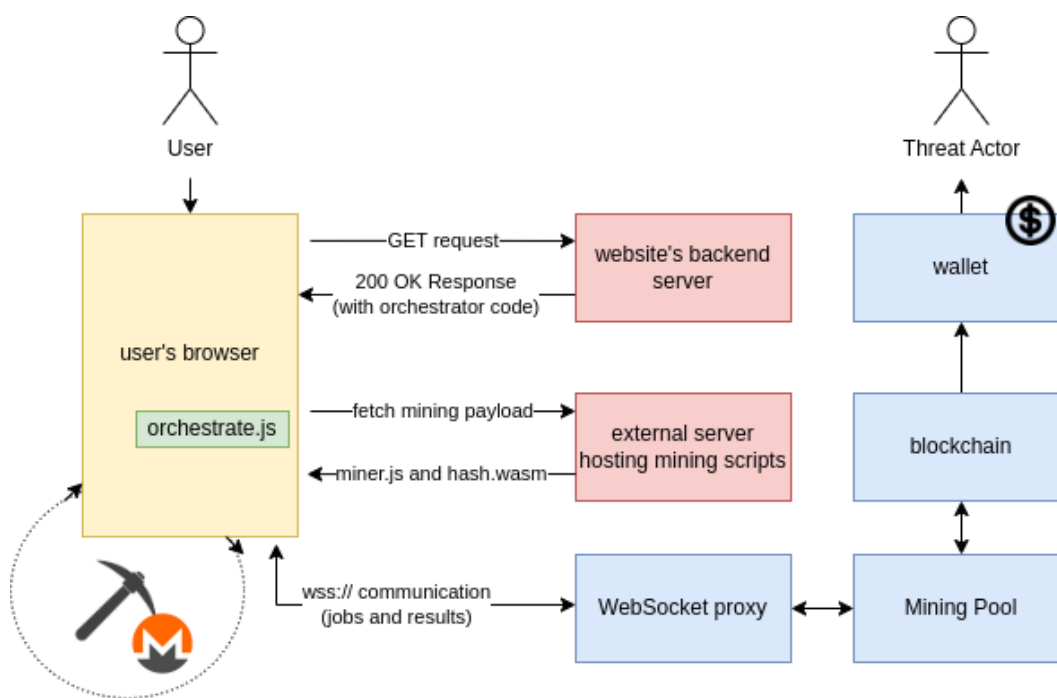 User
Threat Actor
GET request
website's backend
server
wallet
200 OK Response
(with orchestrator code)
user's browser
orchestrate.js
fetch mining payload
external server
hosting mining scripts
blockchain
miner.js and hash.wasm
wss:// communication
(jobs and results)
WebSocket proxy
Mining Pool